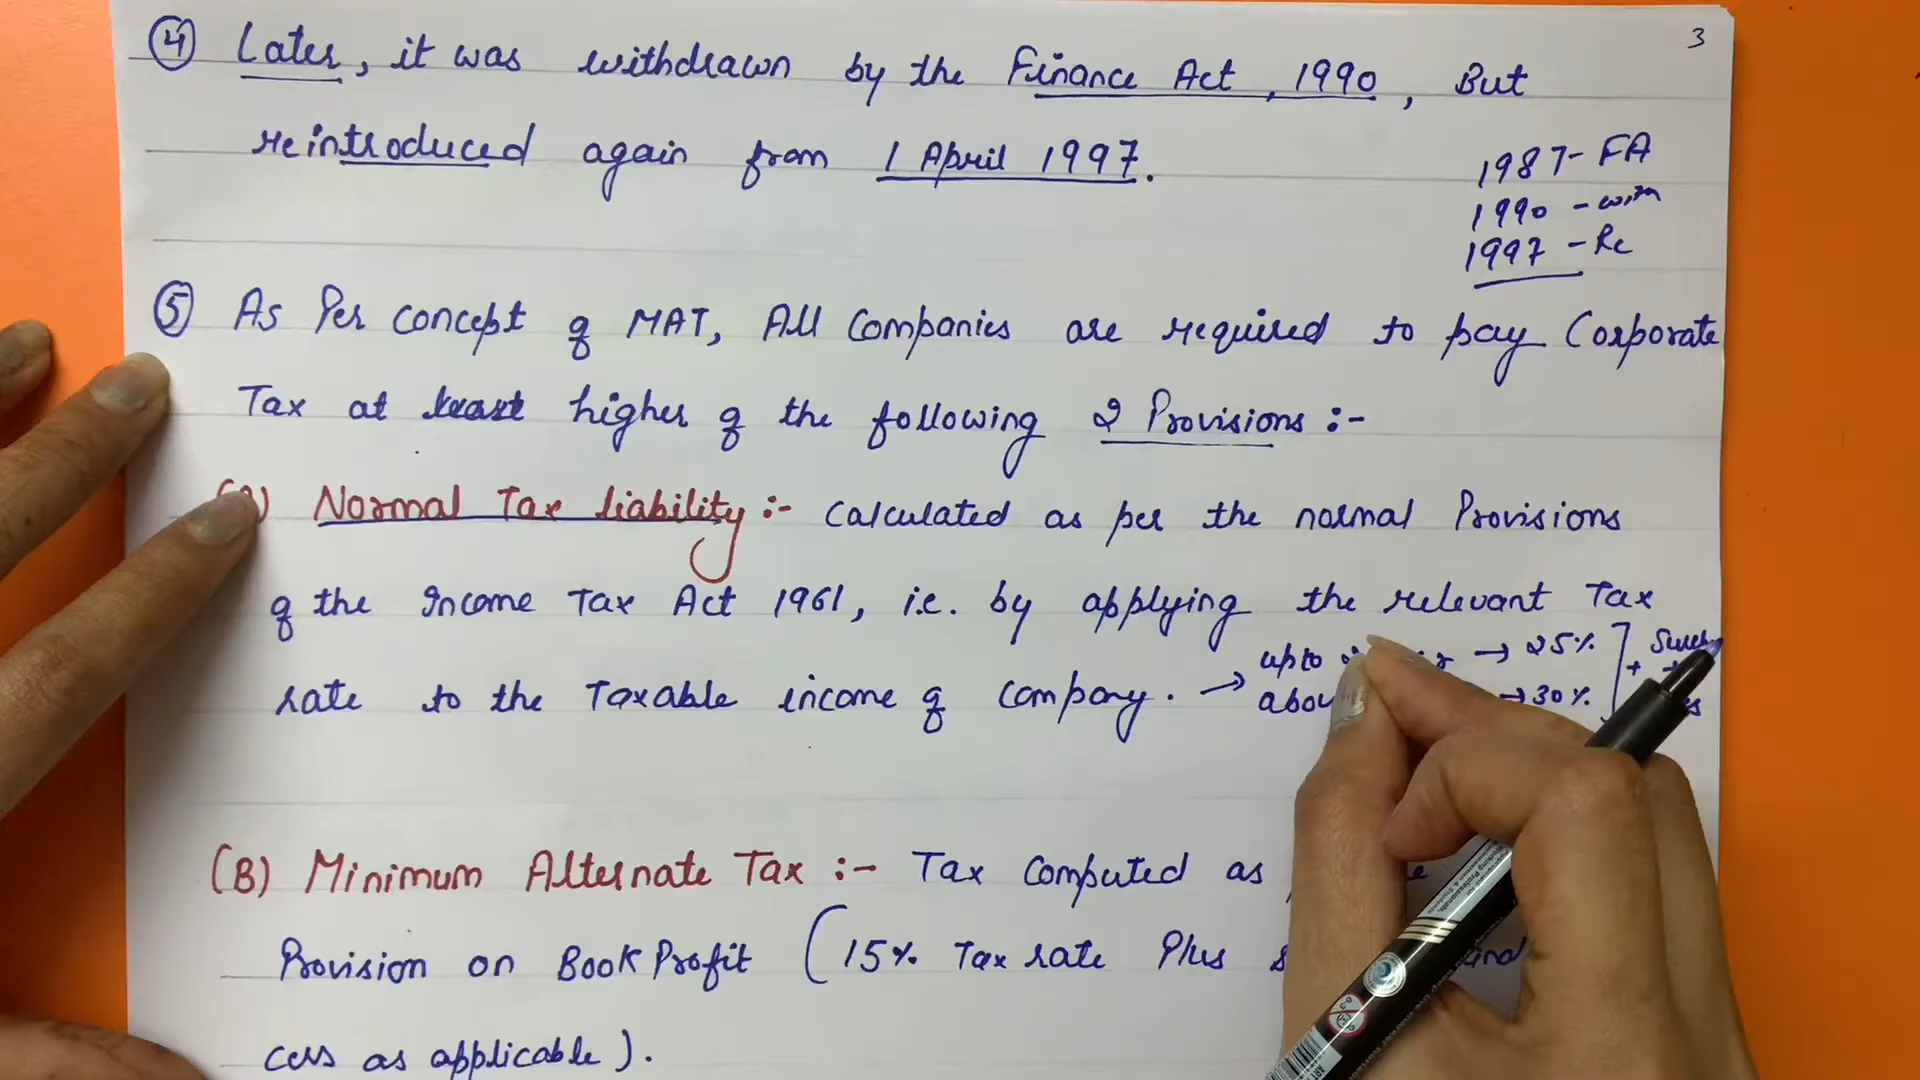 3
④ Later, it was withdrawn by the Finance Act, 1990, But
reintroduced again from 1 April 1997.
1987- FA
1990 - with
1997 - Re
⑤ As Per concept of MAT, All Companies are required to pay Corporate
Tax at least higher of the following 2 Provisions :-
Normal Tax liability :- Calculated as per the normal Provisions
of the Income Tax Act 1961, i.e. by applying the relevant Tax
upto → 25%
rate to the Taxable income of Company. → → 30%
(B) Minimum Alternate Tax :- Tax Computed as
Provision on Book Profit (15% Tax rate Plus and
cess as applicable).